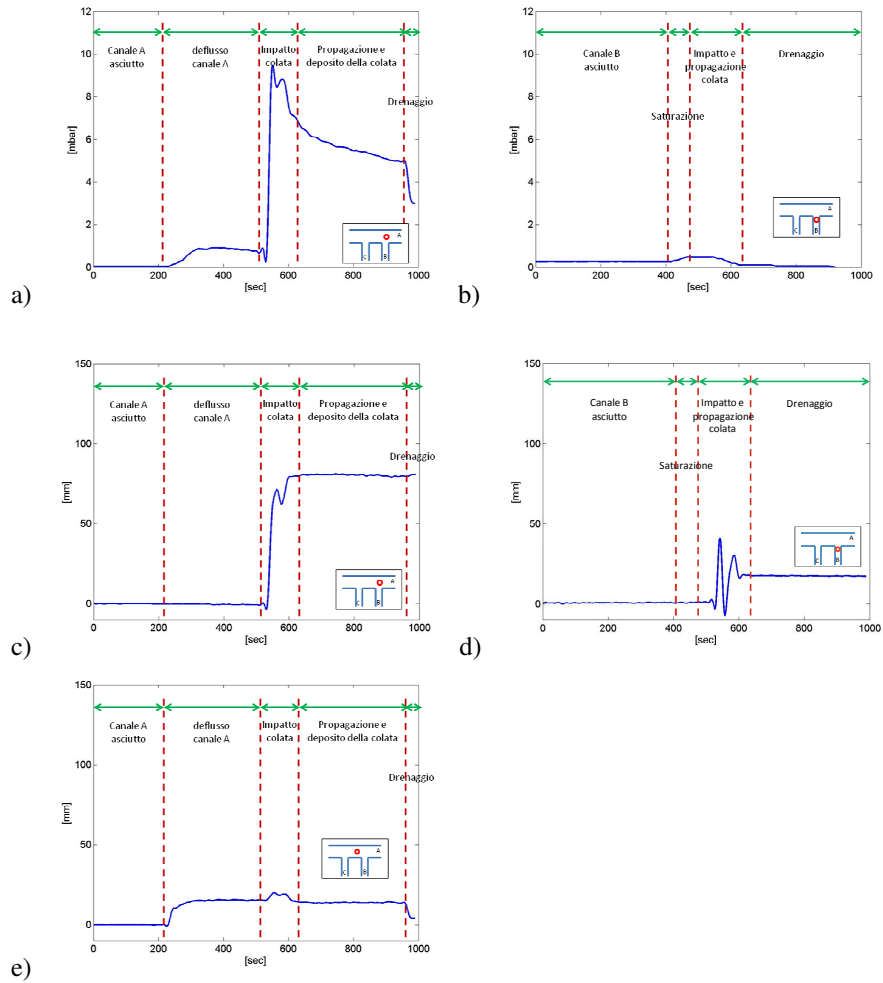 12
10
8
6
4
2
0
[mbar]
Canale A
asciutto
deflusso
canale A
Impatto
colata
Propagazione e
deposito della colata
Drenaggio
A
C
B
0
200
400
600
800
1000
[sec]
a)
12
10
8
6
4
2
0
[mbar]
Canale B
asciutto
Saturazione
Impatto e
propagazione
colata
Drenaggio
A
C
B
0
200
400
600
800
1000
[sec]
b)
150
100
50
0
[mm]
Canale A
asciutto
deflusso
canale A
Impatto
colata
Propagazione e
deposito della colata
Drenaggio
A
C
B
0
200
400
600
800
1000
[sec]
c)
150
100
50
0
[mm]
Canale B
asciutto
Saturazione
Impatto e
propagazione
colata
Drenaggio
A
C
B
0
200
400
600
800
1000
[sec]
d)
150
100
50
0
[mm]
Canale A
asciutto
deflusso
canale A
Impatto
colata
Propagazione e
deposito della colata
Drenaggio
A
C
B
0
200
400
600
800
1000
[sec]
e)